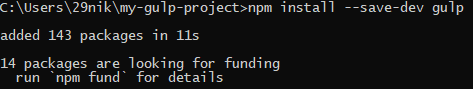 C:\Users\29nik\my-gulp-project>npm install --save-dev gulp
added 143 packages in 11s
14 packages are looking for funding
  run `npm fund` for details